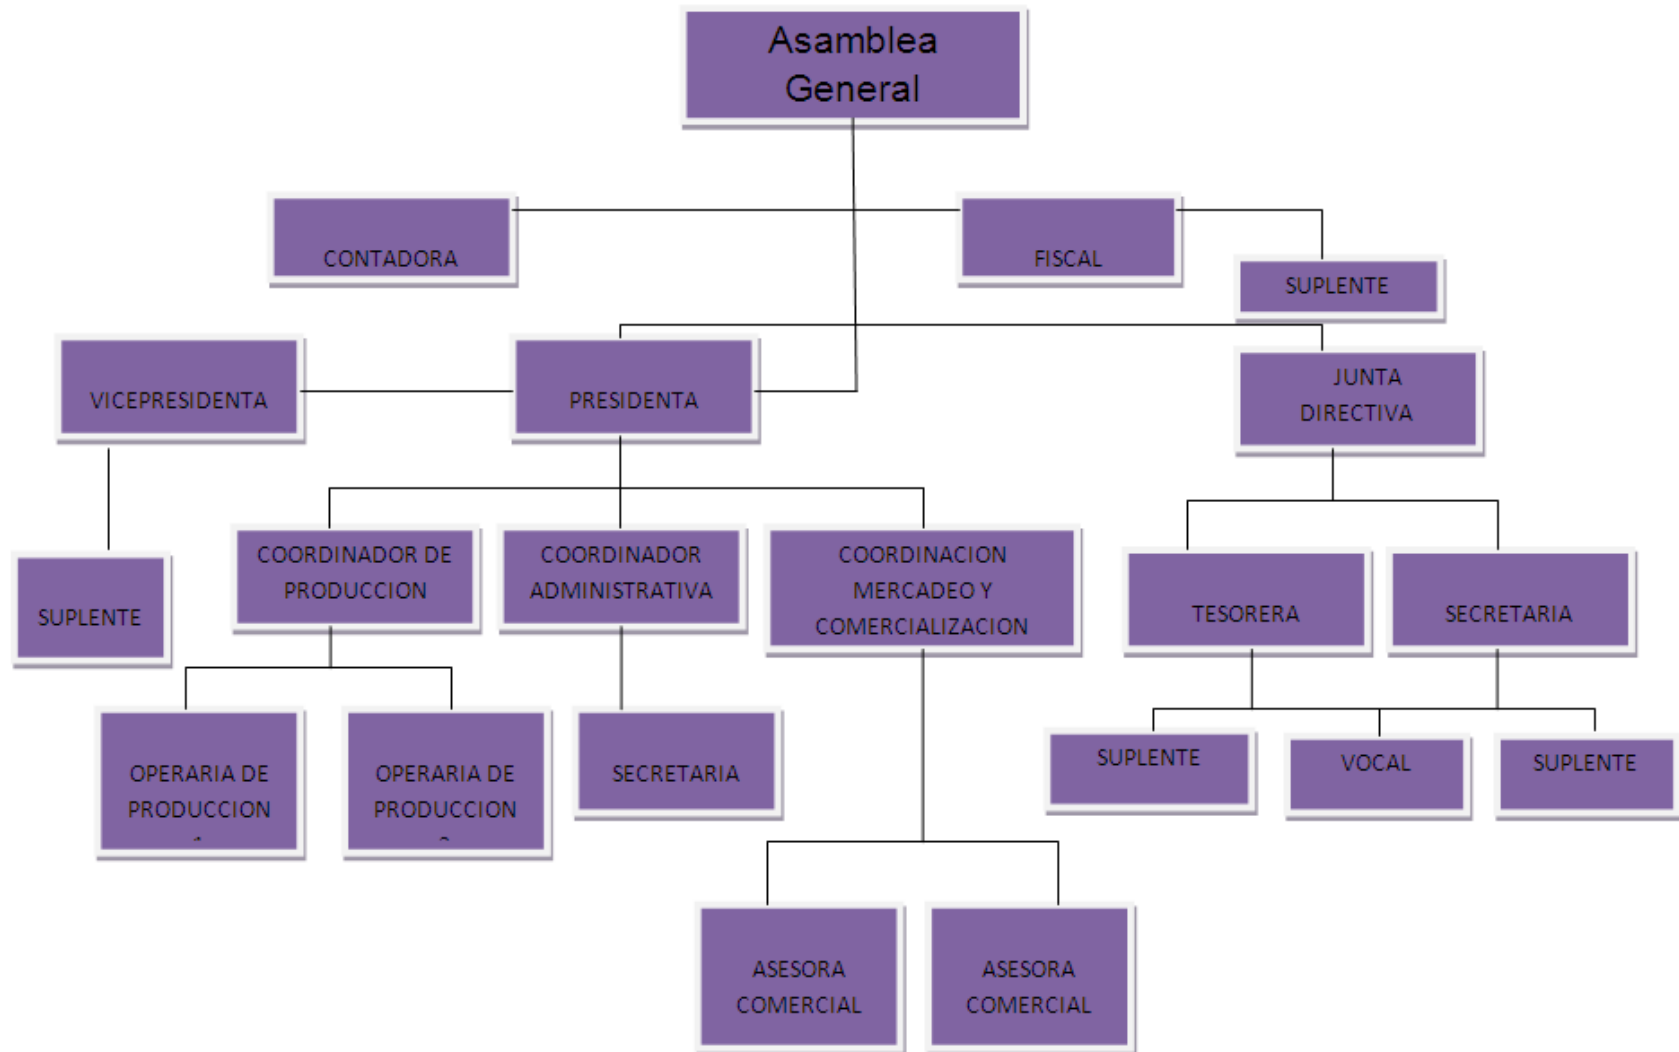 Asamblea
General
CONTADORA
FISCAL
SUPLENTE
VICEPRESIDENTA
PRESIDENTA
JUNTA
DIRECTIVA
SUPLENTE
COORDINADOR DE
PRODUCCION
COORDINADOR
ADMINISTRATIVA
COORDINACION
MERCADEO Y
COMERCIALIZACION
TESORERA
SECRETARIA
OPERARIA DE
PRODUCCION
OPERARIA DE
PRODUCCION
SECRETARIA
SUPLENTE
VOCAL
SUPLENTE
ASESORA
COMERCIAL
ASESORA
COMERCIAL